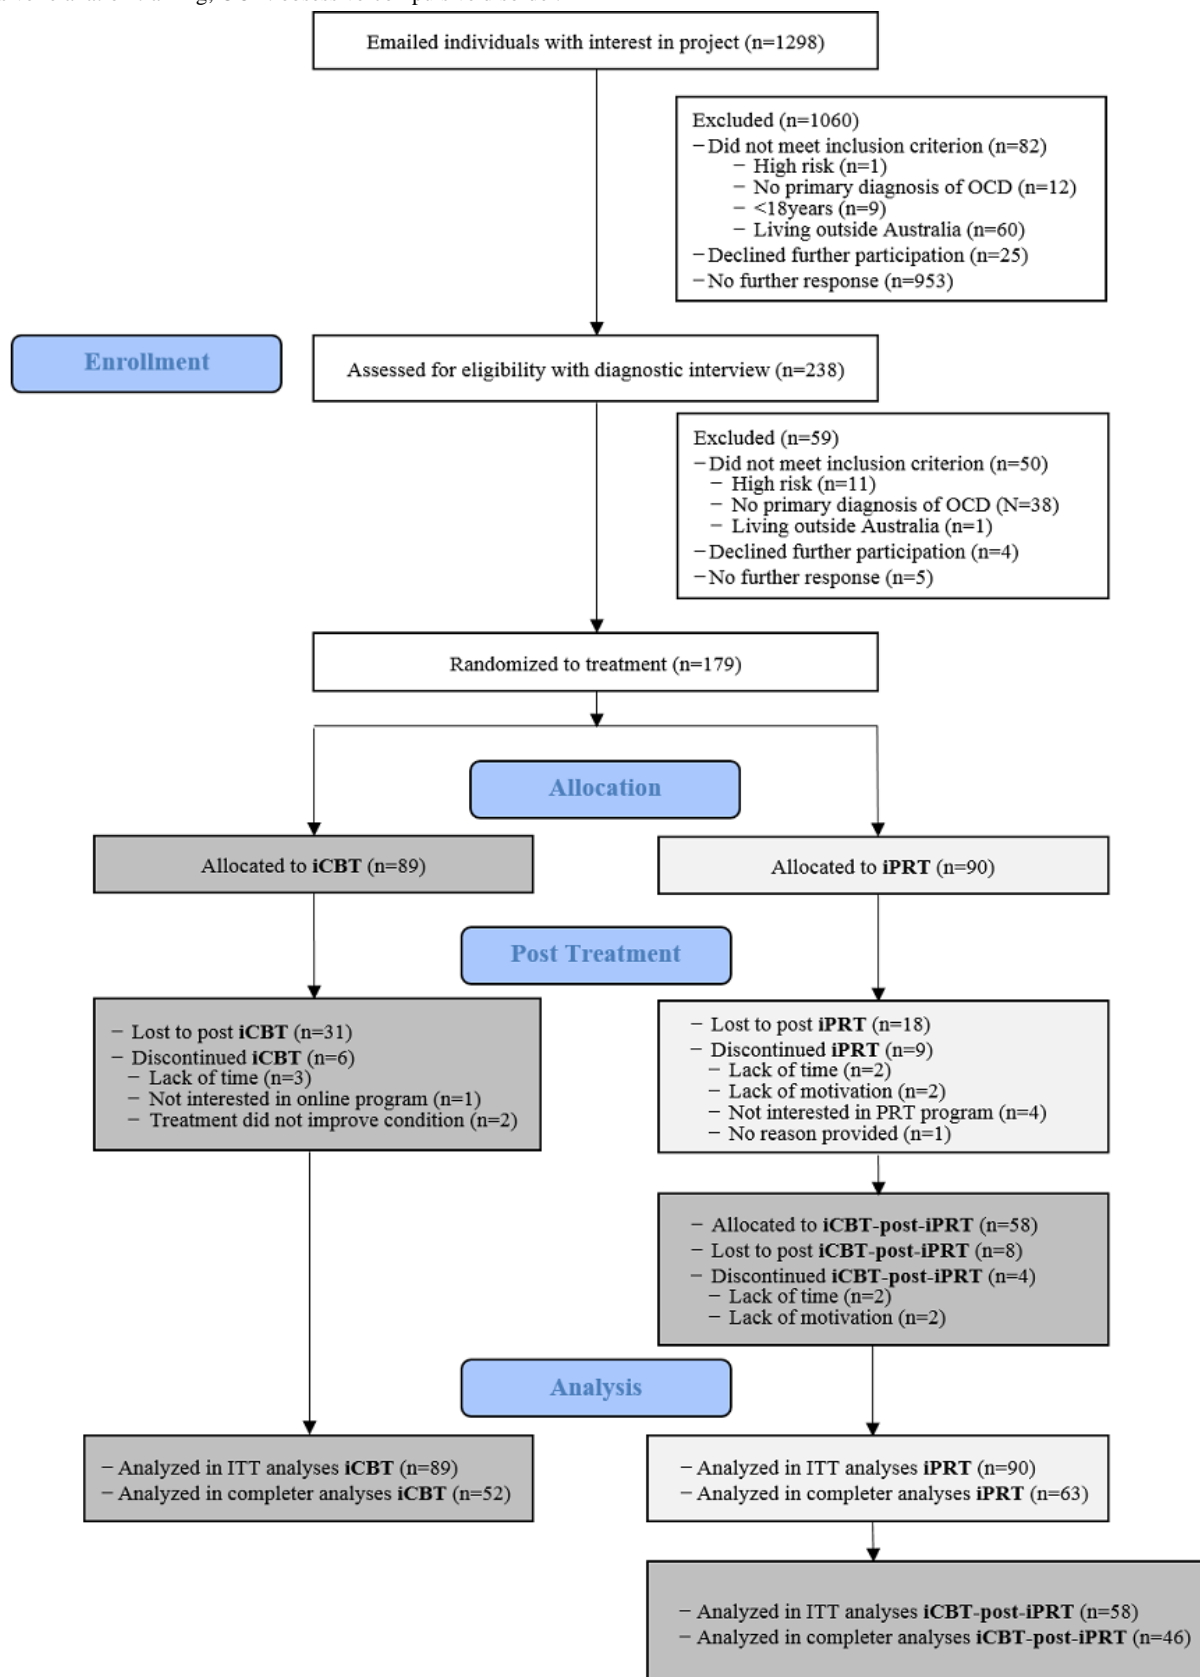 Emailed individuals with interest in project (n=1298)
Excluded (n=1060)
−Did not meet inclusion criterion (n=82)
− High risk (n=1)
− No primary diagnosis of OCD (n=12)
− <18years (n=9)
− Living outside Australia (n=60)
−Declined further participation (n=25)
−No further response (n=953)
Enrollment
Assessed for eligibility with diagnostic interview (n=238)
Excluded (n=59)
−Did not meet inclusion criterion (n=50)
− High risk (n=11)
− No primary diagnosis of OCD (N=38)
− Living outside Australia (n=1)
−Declined further participation (n=4)
−No further response (n=5)
Randomized to treatment (n=179)
Allocation
Allocated to iCBT (n=89)
Allocated to iPRT (n=90)
Post Treatment
− Lost to post iCBT (n=31)
− Discontinued iCBT (n=6)
− Lack of time (n=3)
− Not interested in online program (n=1)
− Treatment did not improve condition (n=2)
− Lost to post iPRT (n=18)
− Discontinued iPRT (n=9)
− Lack of time (n=2)
− Lack of motivation (n=2)
− Not interested in PRT program (n=4)
− No reason provided (n=1)
− Allocated to iCBT-post-iPRT (n=58)
− Lost to post iCBT-post-iPRT (n=8)
− Discontinued iCBT-post-iPRT (n=4)
− Lack of time (n=2)
− Lack of motivation (n=2)
Analysis
−Analyzed in ITT analyses iCBT (n=89)
−Analyzed in completer analyses iCBT (n=52)
−Analyzed in ITT analyses iPRT (n=90)
−Analyzed in completer analyses iPRT (n=63)
−Analyzed in ITT analyses iCBT-post-iPRT (n=58)
−Analyzed in completer analyses iCBT-post-iPRT (n=46)